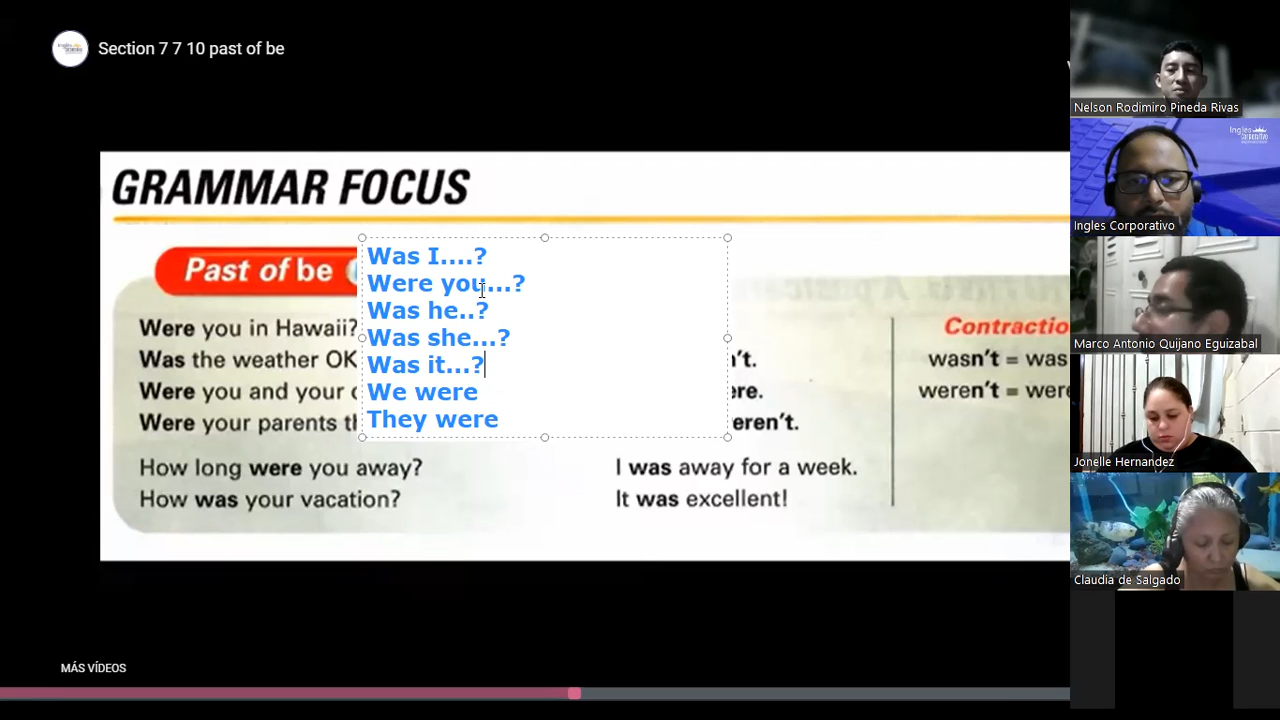 Section 7 7 10 past of be
GRAMMAR FOCUS
Past of be
Was I....?
Were you...?
Was he..?
Was she...?
Was it...?
We were
They were
Were you in Hawaii?
Was the weather OK
Were you and your
Were your parents
How long were you away?
How was your vacation?
I was away for a week.
It was excellent!
wasn't = was
weren't = were
MÁS VÍDEOS
Nelson Rodimiro Pineda Rivas
Ingles Corporativo
Marco Antonio Quijano Eguizabal
Jonelle Hernandez
Claudia de Salgado